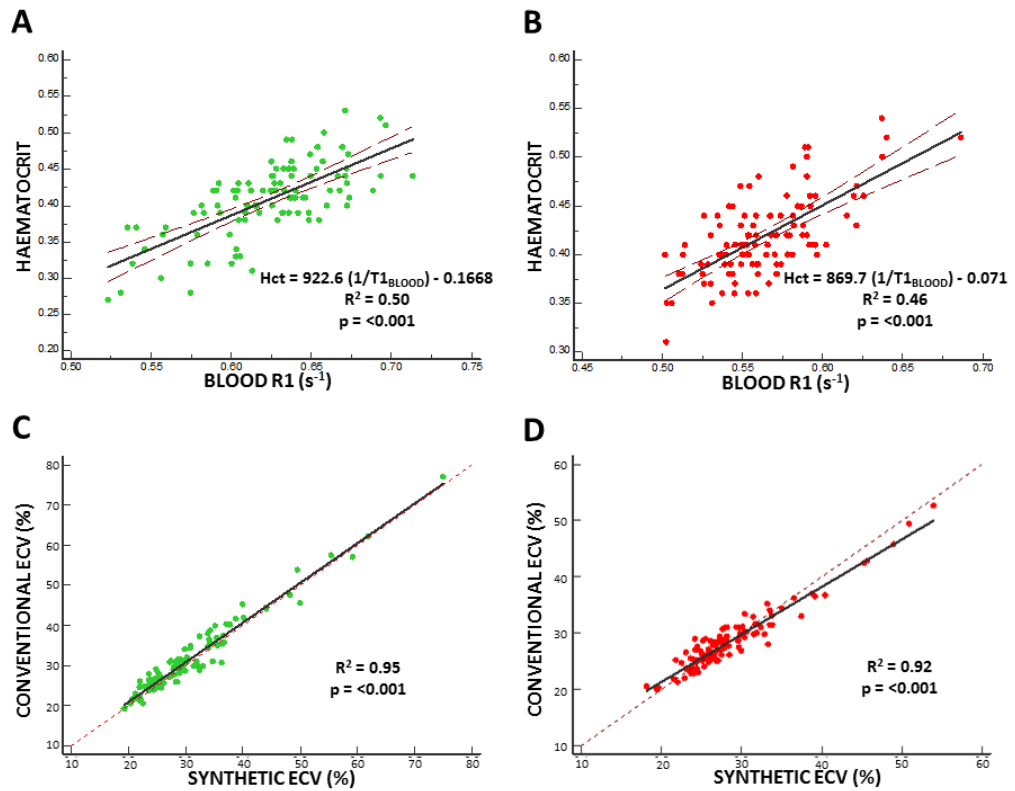 A
HAEMATOCRIT
0.60
0.55
0.50
0.45
0.40
0.35
0.30
0.25
0.20
Hct = 922.6 (1/T1BLOOD) - 0.1668
R² = 0.50
p = <0.001
0.50 0.55 0.60 0.65 0.70 0.75
BLOOD R1 (s⁻¹)
B
HAEMATOCRIT
0.60
0.55
0.50
0.45
0.40
0.35
0.30
Hct = 869.7 (1/T1BLOOD) - 0.071
R² = 0.46
p = <0.001
0.45 0.50 0.55 0.60 0.65 0.70
BLOOD R1 (s⁻¹)
C
CONVENTIONAL ECV (%)
80
70
60
50
40
30
20
10
R² = 0.95
p = <0.001
10 20 30 40 50 60 70 80
SYNTHETIC ECV (%)
D
CONVENTIONAL ECV (%)
60
50
40
30
20
10
R² = 0.92
p = <0.001
10 20 30 40 50 60
SYNTHETIC ECV (%)